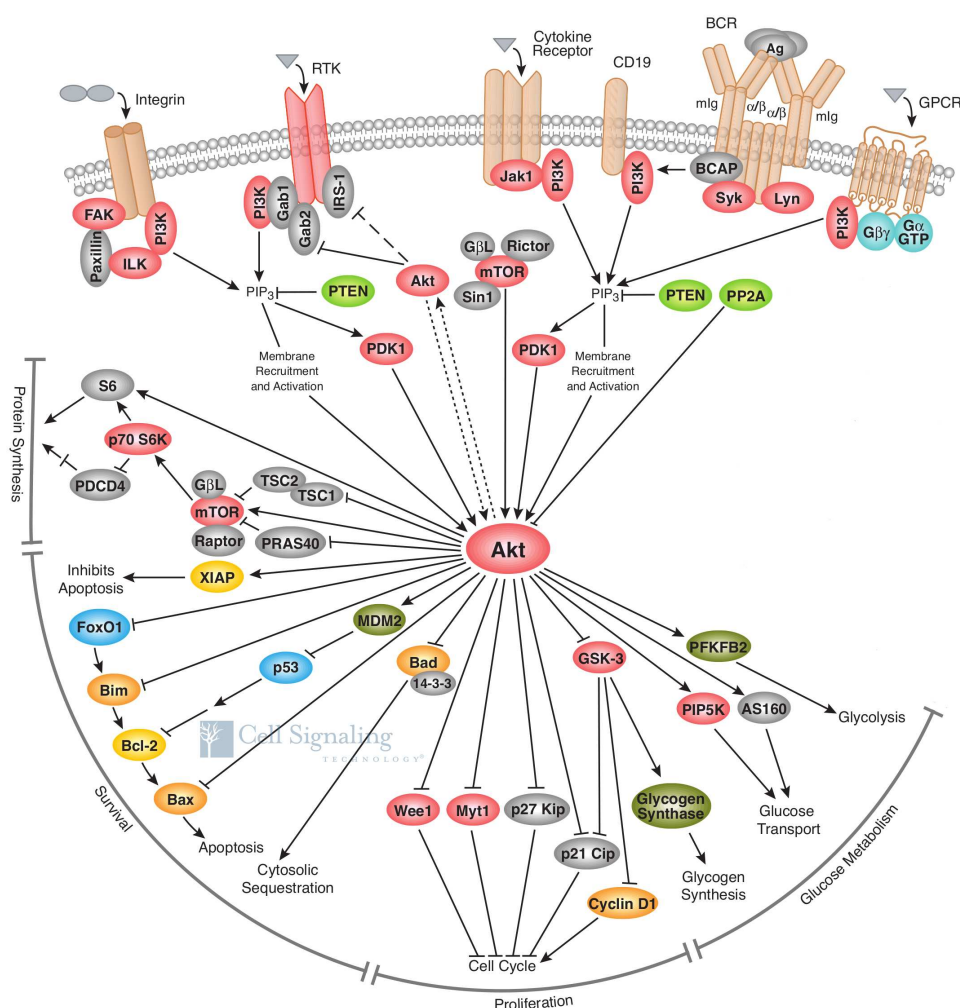 Integrin
RTK
Cytokine
Receptor
CD19
BCR
Ag
mIg
α/β
α/β
mIg
GPCR
FAK
Paxillin
ILK
PI3K
PI3K
Gab1
Gab2
IRS-1
Jak1
PI3K
PI3K
BCAP
Syk
Lyn
PI3K
Gβγ
Gα
GTP
PIP3
PTEN
Akt
GβL
Rictor
mTOR
Sin1
PIP3
PTEN
PP2A
PDK1
PDK1
Membrane
Recruitment
and Activation
Membrane
Recruitment
and Activation
Protein Synthesis
S6
p70 S6K
PDCD4
GβL
mTOR
Raptor
TSC2
TSC1
PRAS40
Akt
Inhibits
Apoptosis
XIAP
FoxO1
MDM2
p53
Bad
14-3-3
GSK-3
PFKFB2
PIP5K
AS160
Glycolysis
Bim
Bcl-2
Bax
Apoptosis
Cell Signaling
TECHNOLOGY®
Cytosolic
Sequestration
Wee1
Myt1
p27 Kip
p21 Cip
Cyclin D1
Glycogen
Synthase
Glycogen
Synthesis
Glucose
Transport
Cell Cycle
Survival
Proliferation
Glucose Metabolism